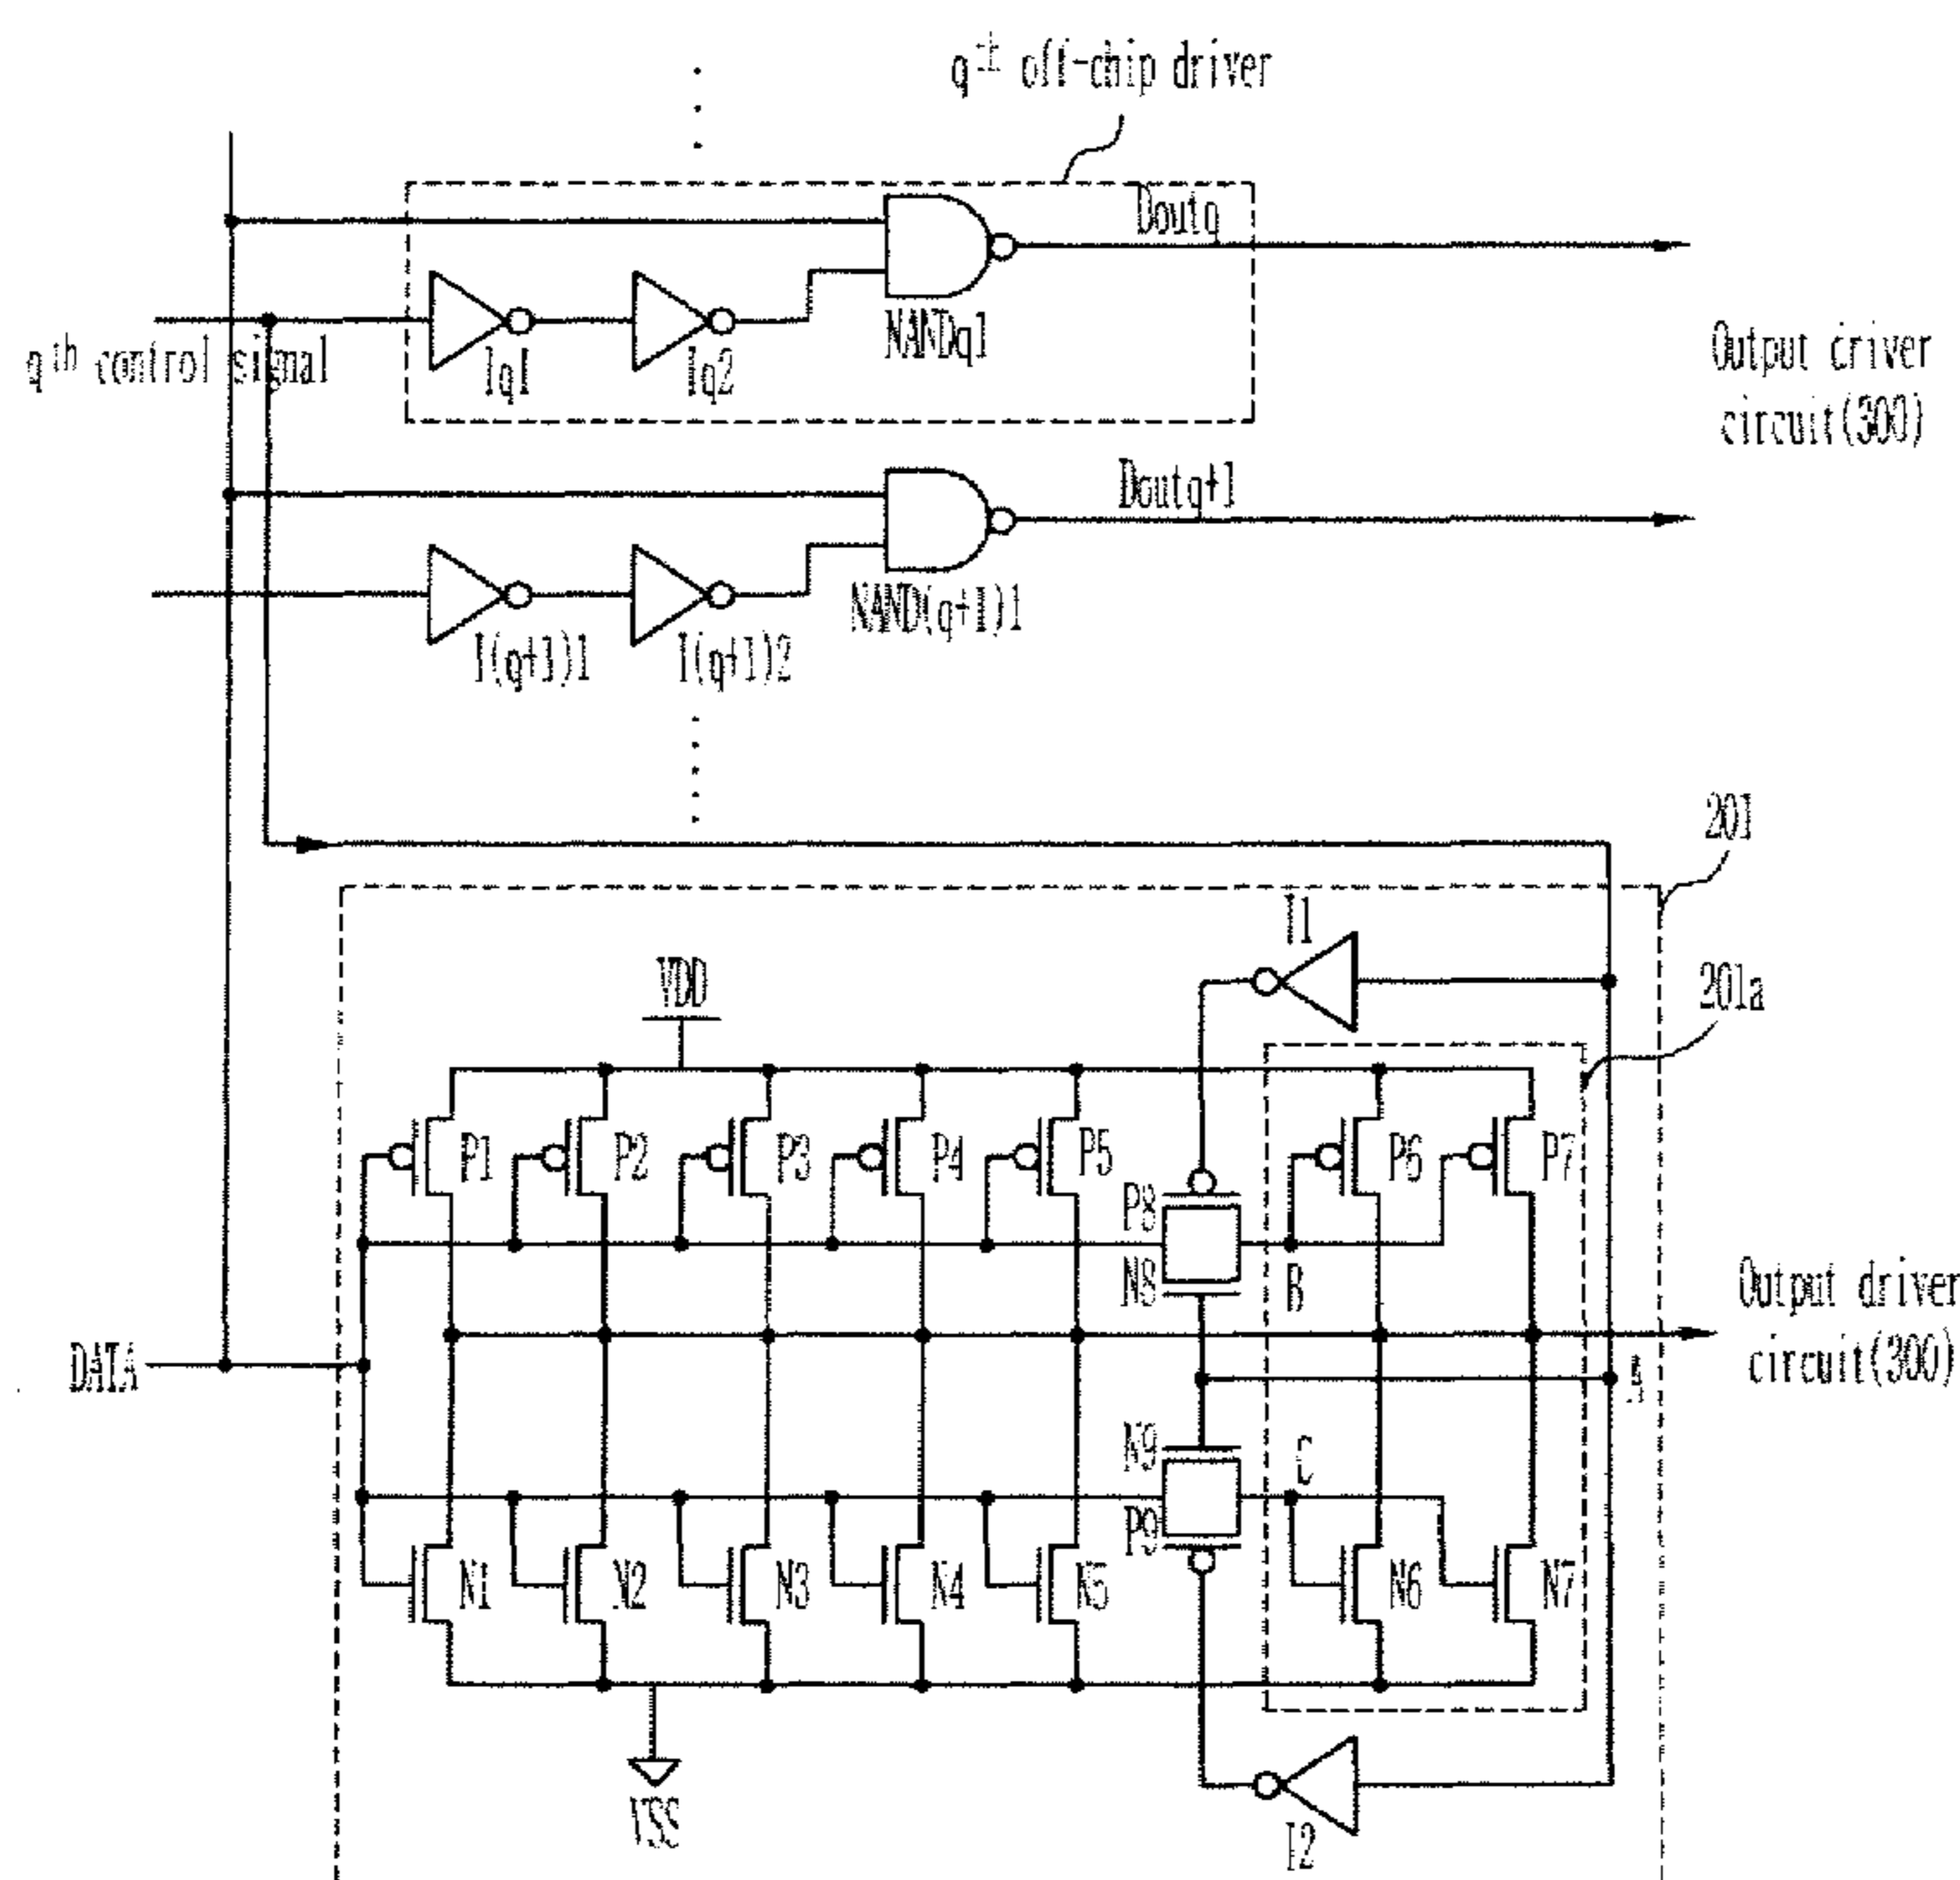 qth off-chip driver
Doutq
NANDq1
Iq1
Iq2
qth control signal
Output driver
circuit(300)
Doutq+1
NAND(q+1)1
I(q+1)1
I(q+1)2
201
I1
201a
VDD
P1
P2
P3
P4
P5
P8
N8
P6
P7
B
Output driver
circuit(300)
DATA
A
N9
P9
C
N1
N2
N3
N4
N5
N6
N7
VSS
I2